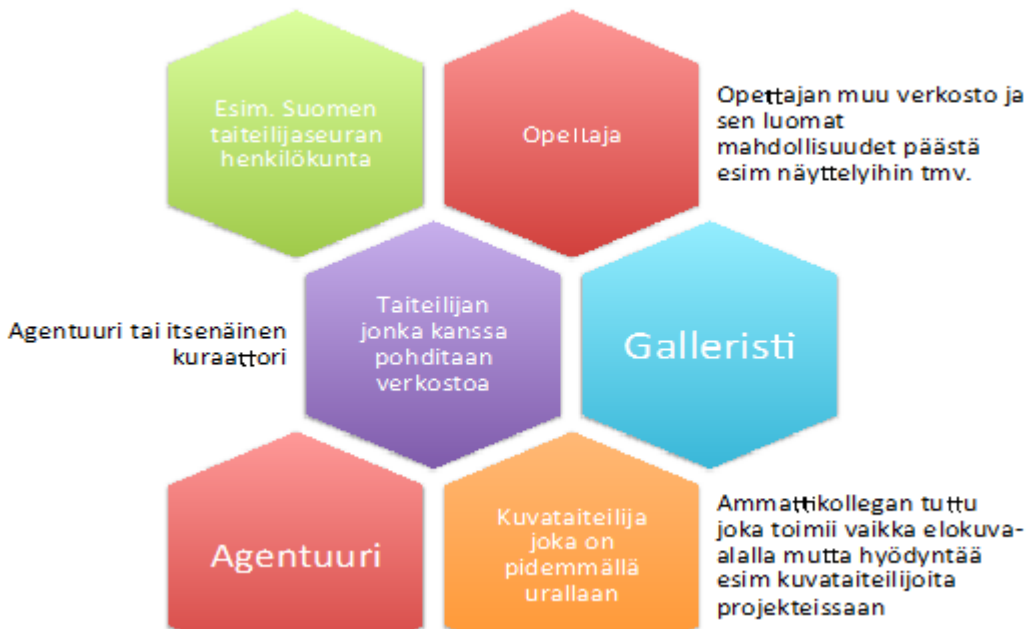 Esim. Suomen
taiteilijaseuran
henkilökunta
Opettaja
Opettajan muu verkosto ja
sen luomat
mahdollisuudet päästä
esim näyttelyihin tmv.
Agentuuri tai itsenäinen
kuraattori
Taiteilijan
jonka kanssa
pohditaan
verkostoa
Galleristi
Agentuuri
Kuvataiteilija
joka on
pidemmällä
urallaan
Ammattikollegan tuttu
joka toimii vaikka elokuva-
alalla mutta hyödyntää
esim kuvataiteilijoita
projekteissaan